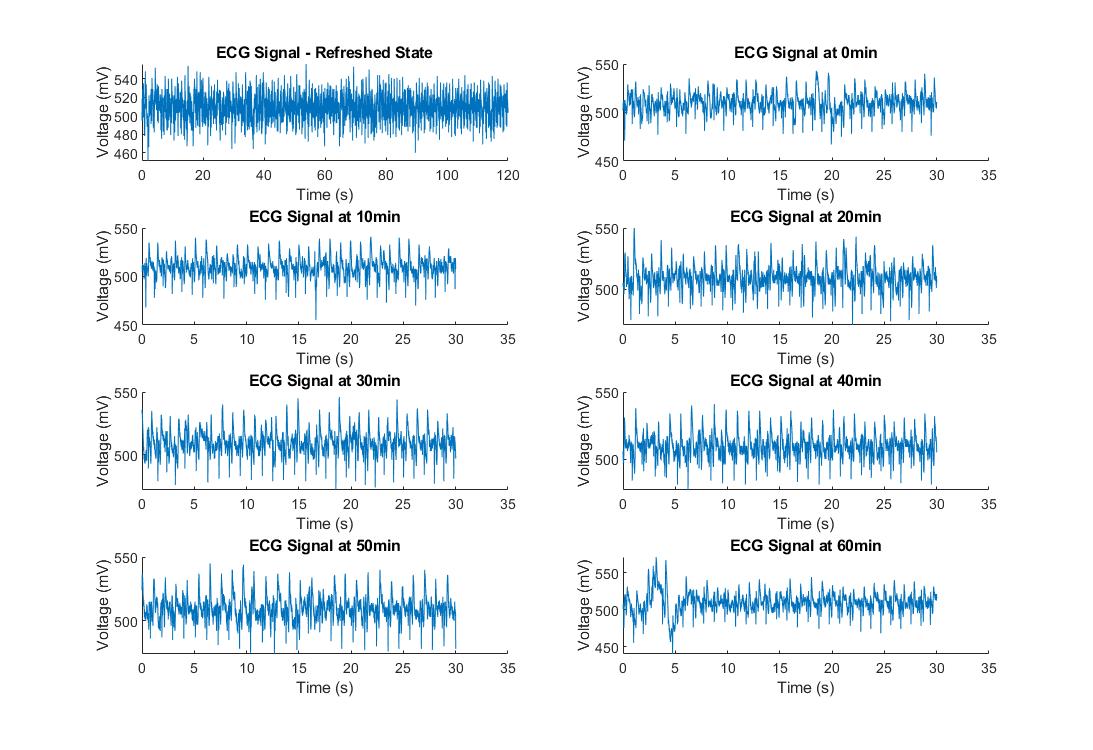 ECG Signal - Refreshed State
Voltage (mV)
540
520
500
480
460
0 20 40 60 80 100 120
Time (s)
ECG Signal at 0min
Voltage (mV)
550
500
450
0 5 10 15 20 25 30 35
Time (s)
ECG Signal at 10min
Voltage (mV)
550
500
450
0 5 10 15 20 25 30 35
Time (s)
ECG Signal at 20min
Voltage (mV)
550
500
0 5 10 15 20 25 30 35
Time (s)
ECG Signal at 30min
Voltage (mV)
550
500
0 5 10 15 20 25 30 35
Time (s)
ECG Signal at 40min
Voltage (mV)
550
500
0 5 10 15 20 25 30 35
Time (s)
ECG Signal at 50min
Voltage (mV)
550
500
0 5 10 15 20 25 30 35
Time (s)
ECG Signal at 60min
Voltage (mV)
550
500
450
0 5 10 15 20 25 30 35
Time (s)